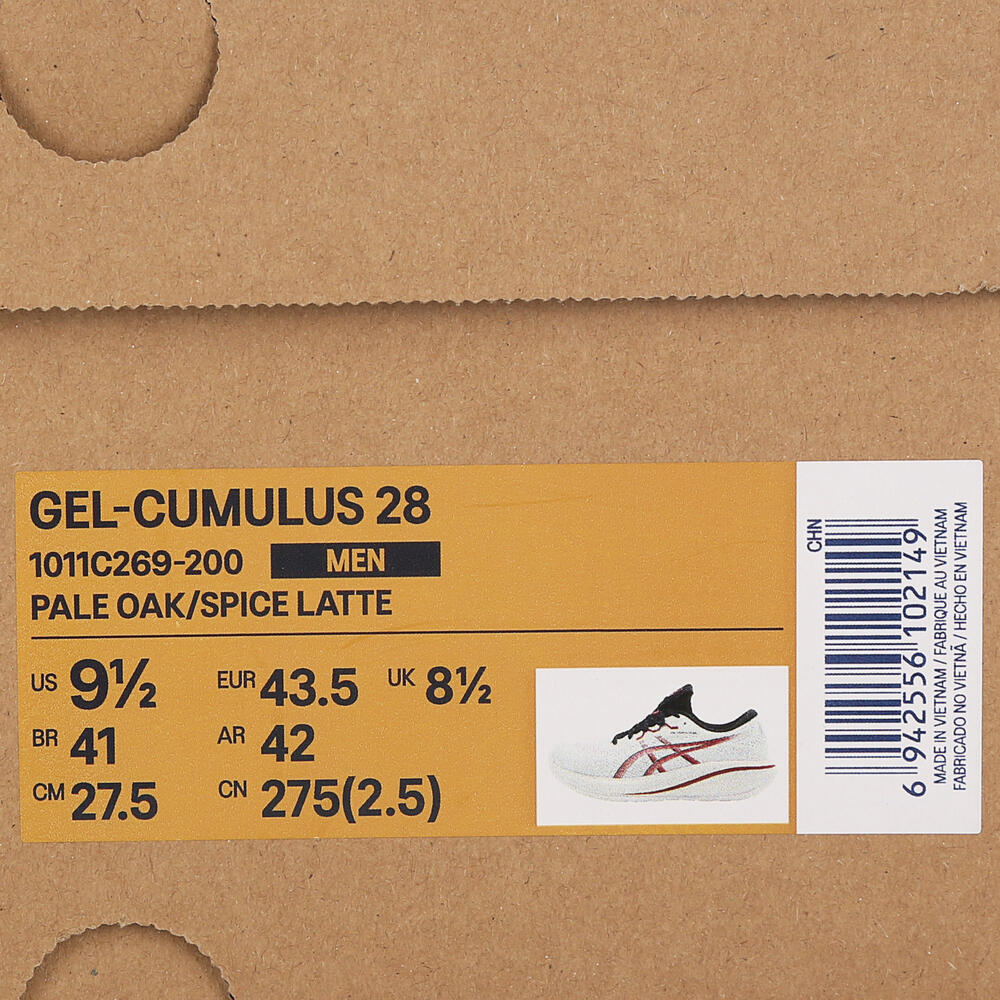 GEL-CUMULUS 28
1011C269-200 MEN
PALE OAK/SPICE LATTE
US 9½ EUR 43.5 UK 8½
BR 41 AR 42
CM 27.5 CN 275(2.5)
CHN
6 942556 102149
MADE IN VIETNAM / FABRIQUE AU VIETNAM
FABRICADO NO VIETNÃ / HECHO EN VIETNAM